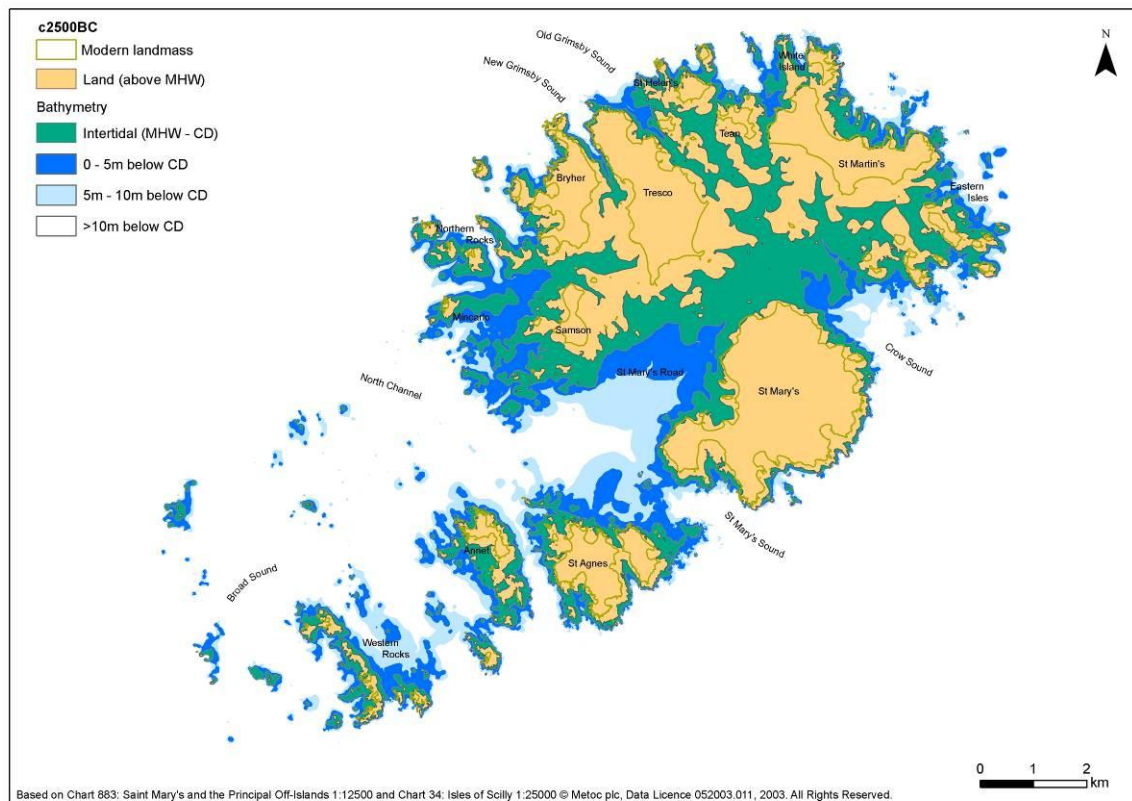 c2500BC
Modern landmass
Land (above MHW)
Bathymetry
Intertidal (MHW - CD)
0 - 5m below CD
5m - 10m below CD
>10m below CD
N
Old Grimsby Sound
New Grimsby Sound
White
Island
St Helen's
Tean
St Martin's
Bryher
Tresco
Eastern
Isles
Northern
Rocks
Mincarlo
Samson
St Mary's Road
Crow Sound
North Channel
St Mary's
St Mary's Sound
Annet
St Agnes
Broad Sound
Western
Rocks
0 1 2
km
Based on Chart 883: Saint Mary's and the Principal Off-Islands 1:12500 and Chart 34: Isles of Scilly 1:25000 © Metoc plc, Data Licence 052003.011, 2003. All Rights Reserved.